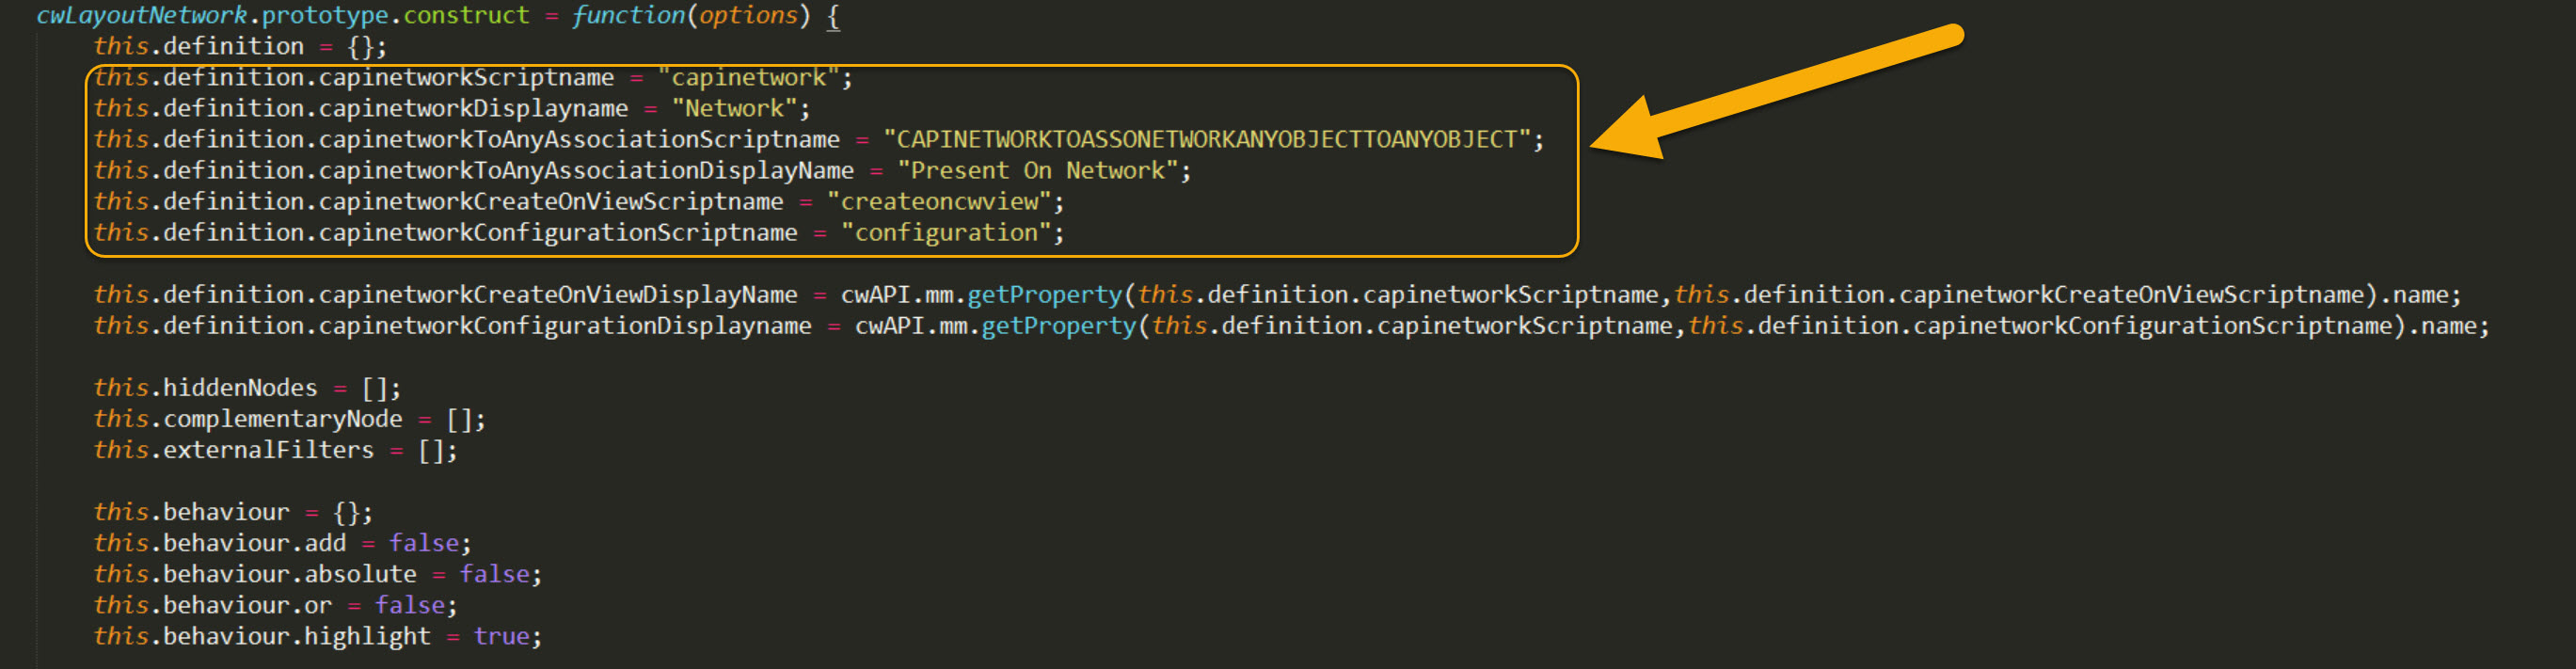 cwLayoutNetwork.prototype.construct = function(options) {
this.definition = {};
this.definition.capinetworkScriptname = "capinetwork";
this.definition.capinetworkDisplayname = "Network";
this.definition.capinetworkToAnyAssociationScriptname = "CAPINETWORKTOASSONETWORKANYOBJECTTOANYOBJECT";
this.definition.capinetworkToAnyAssociationDisplayName = "Present On Network";
this.definition.capinetworkCreateOnViewScriptname = "createoncwview";
this.definition.capinetworkConfigurationScriptname = "configuration";
this.definition.capinetworkCreateOnViewDisplayName = cwAPI.mm.getProperty(this.definition.capinetworkScriptname,this.definition.capinetworkCreateOnViewScriptname).name;
this.definition.capinetworkConfigurationDisplayname = cwAPI.mm.getProperty(this.definition.capinetworkScriptname,this.definition.capinetworkConfigurationScriptname).name;
this.hiddenNodes = [];
this.complementaryNode = [];
this.externalFilters = [];
this.behaviour = {};
this.behaviour.add = false;
this.behaviour.absolute = false;
this.behaviour.or = false;
this.behaviour.highlight = true;